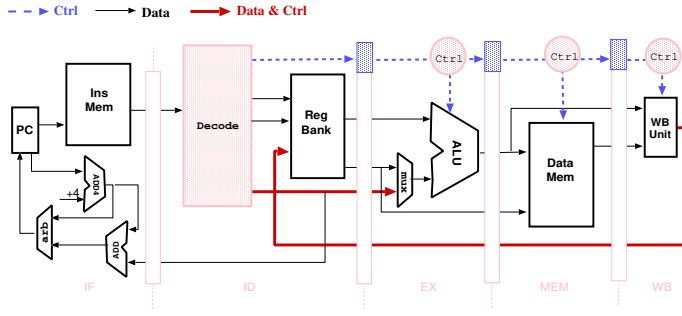 Ctrl Data Data & Ctrl
Ctrl Ctrl Ctrl
Ins
Mem
PC
Decode
Reg
Bank
ALU
mux
Data
Mem
WB
Unit
ADD4
+4
arb
ADD
IF ID EX MEM WB